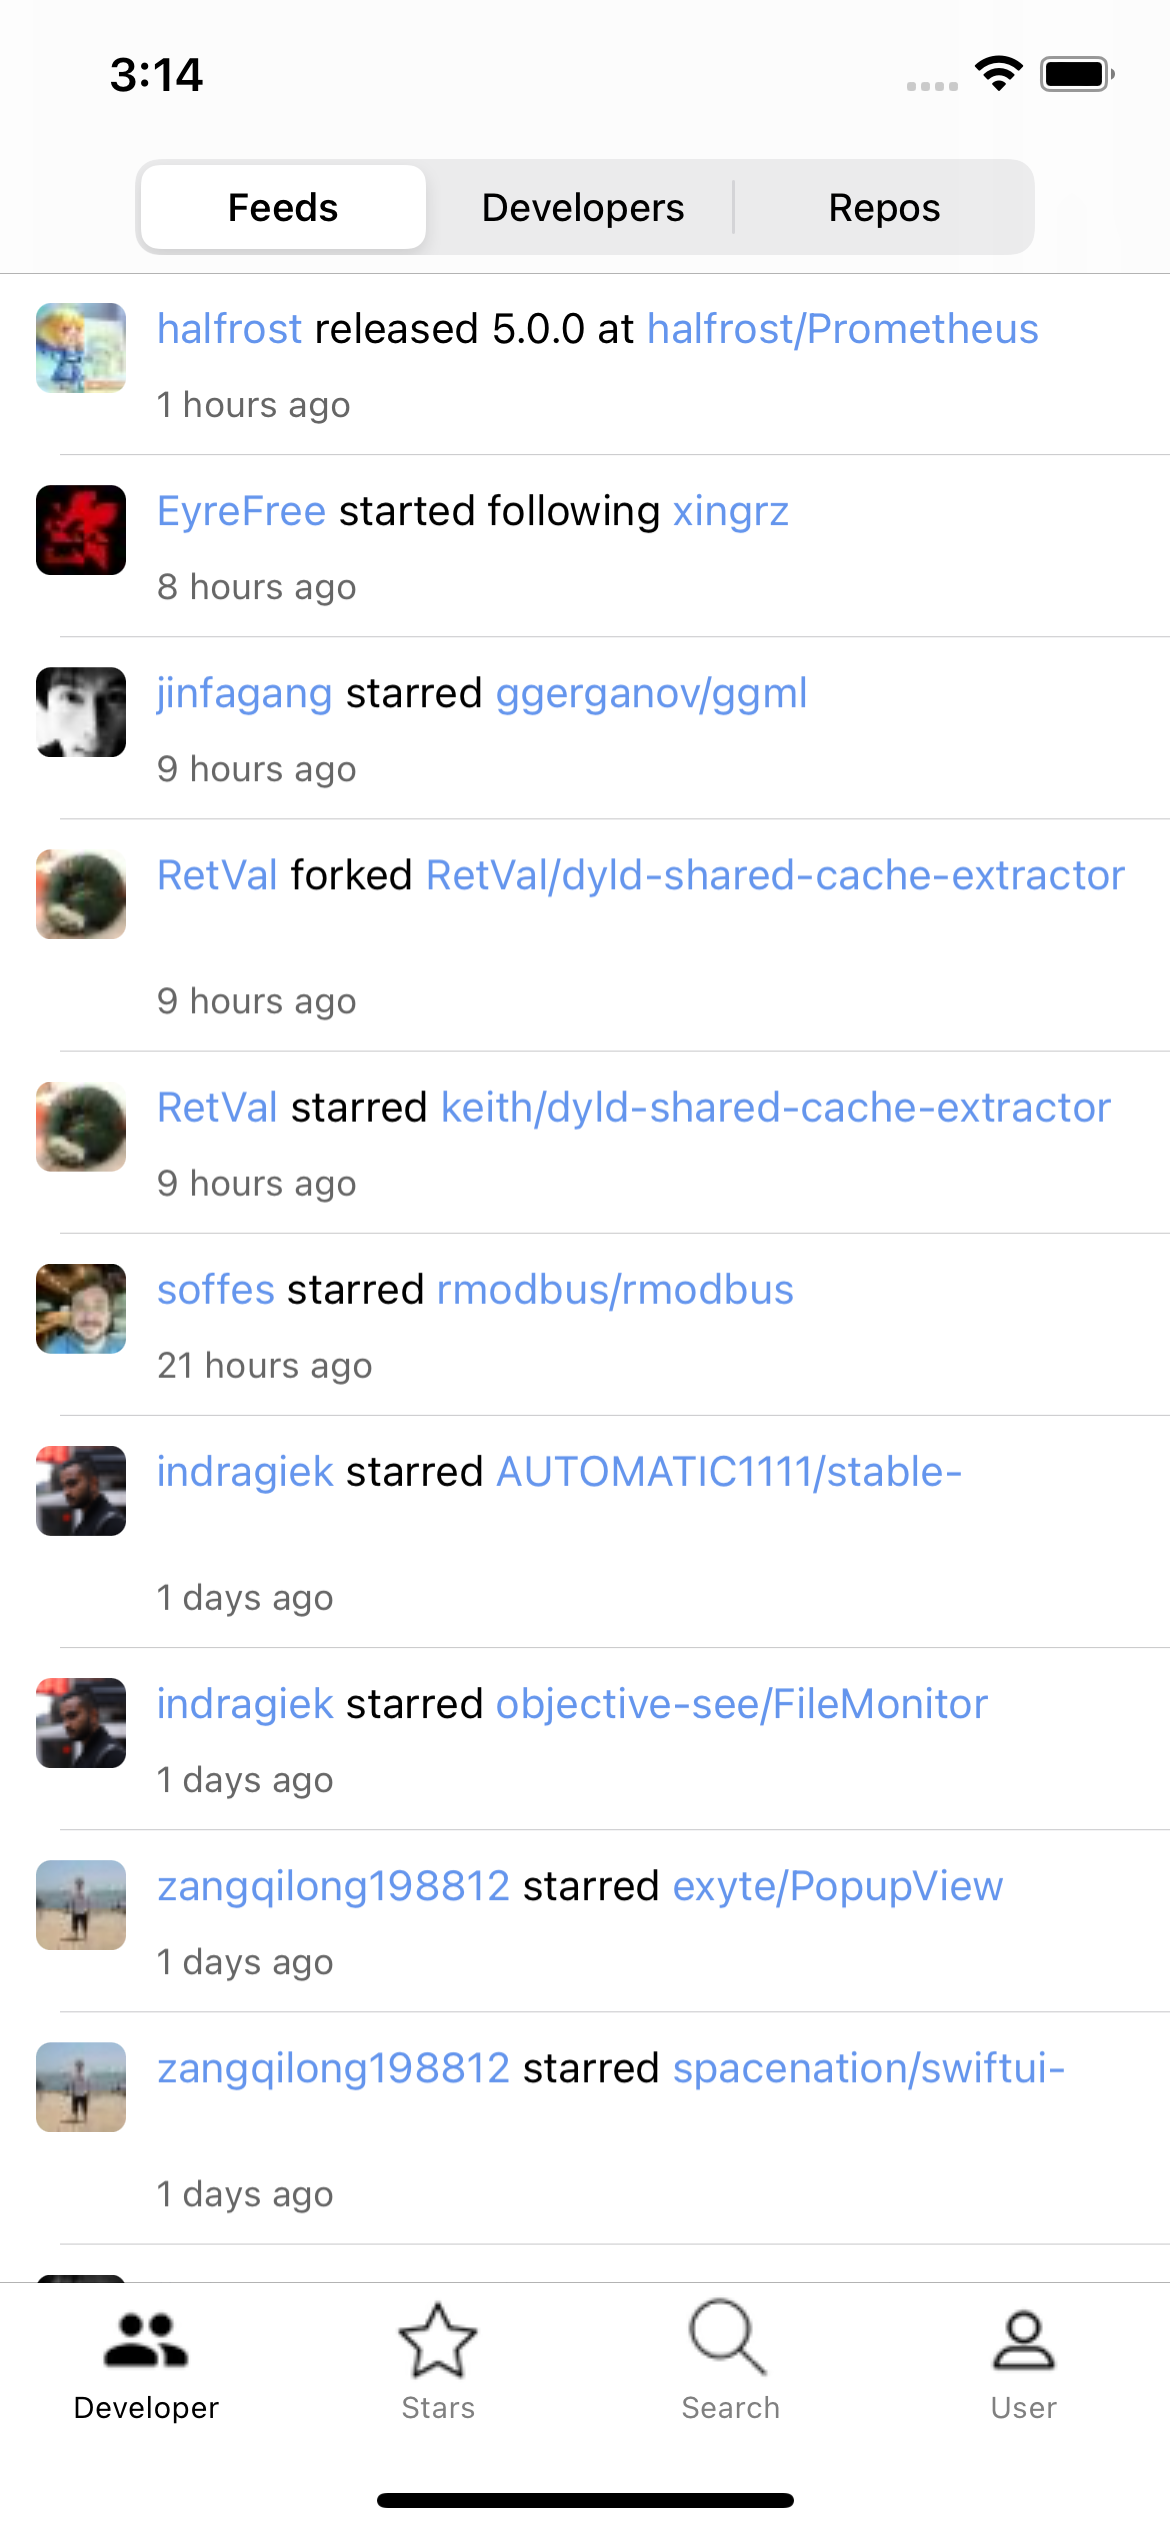 3:14
Feeds Developers Repos
halfrost released 5.0.0 at halfrost/Prometheus
1 hours ago
EyreFree started following xingrz
8 hours ago
jinfagang starred ggerganov/ggml
9 hours ago
RetVal forked RetVal/dyld-shared-cache-extractor
9 hours ago
RetVal starred keith/dyld-shared-cache-extractor
9 hours ago
soffes starred rmodbus/rmodbus
21 hours ago
indragiek starred AUTOMATIC1111/stable-
1 days ago
indragiek starred objective-see/FileMonitor
1 days ago
zangqilong198812 starred exyte/PopupView
1 days ago
zangqilong198812 starred spacenation/swiftui-
1 days ago
Developer Stars Search User